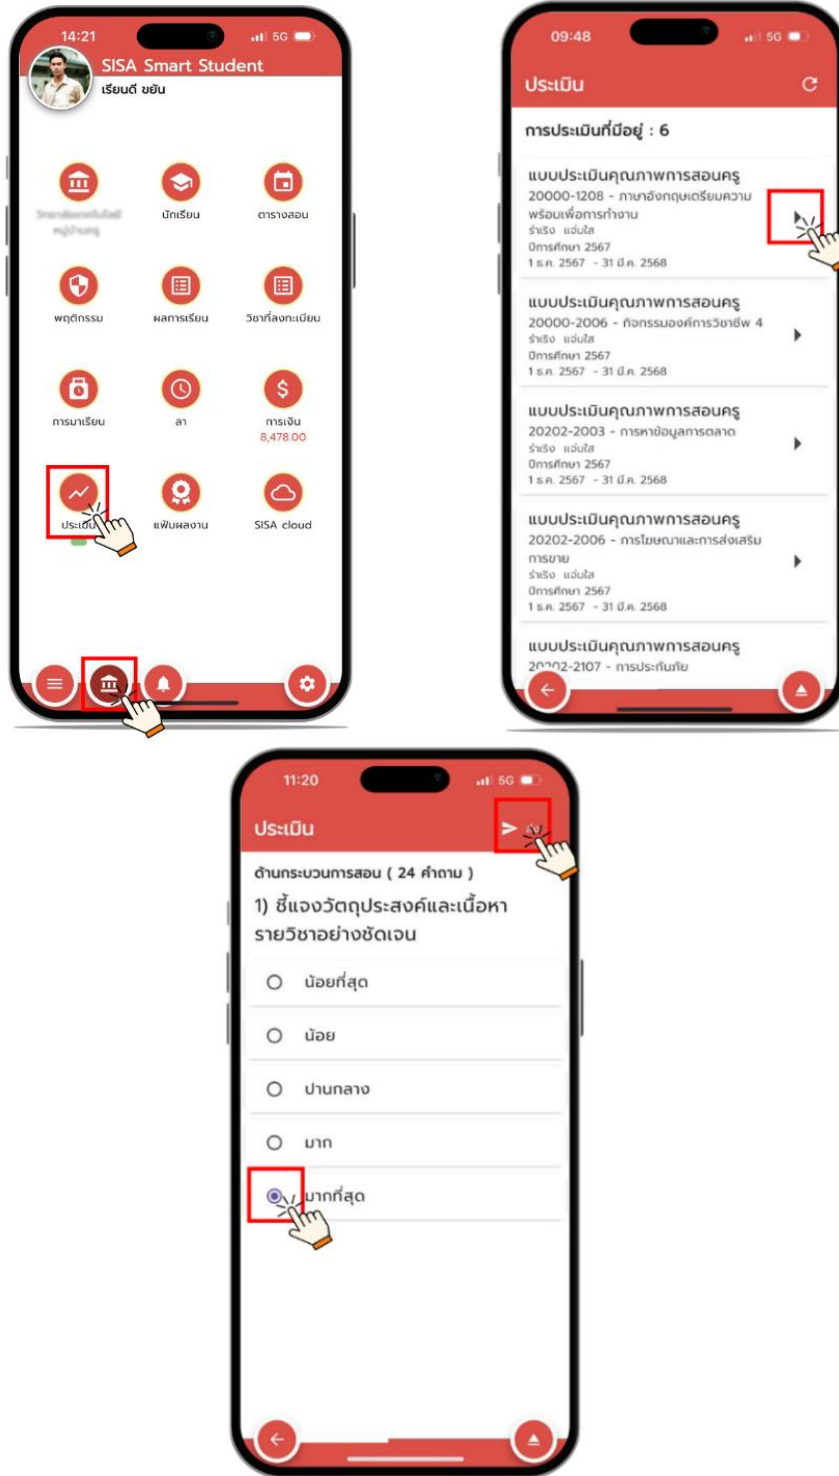 14:21
5G
SISA Smart Student
เรียนดี ขยัน
นักเรียน
ตารางสอน
พฤติกรรม
ผลการเรียน
วิชาที่ลงทะเบียน
การมาเรียน
ลา
การเงิน
8,478.00
ประเมิน
แฟ้มผลงาน
SISA cloud
09:48
5G
ประเมิน
การประเมินที่มีอยู่ : 6
แบบประเมินคุณภาพการสอนครู
20000-1208 - ภาษาอังกฤษเตรียมความ
พร้อมเพื่อการทำงาน
ร่าเริง แจ่มใส
ปีการศึกษา 2567
1 ธ.ค. 2567 - 31 มี.ค. 2568
แบบประเมินคุณภาพการสอนครู
20000-2006 - กิจกรรมองค์การวิชาชีพ 4
ร่าเริง แจ่มใส
ปีการศึกษา 2567
1 ธ.ค. 2567 - 31 มี.ค. 2568
แบบประเมินคุณภาพการสอนครู
20202-2003 - การหาข้อมูลการตลาด
ร่าเริง แจ่มใส
ปีการศึกษา 2567
1 ธ.ค. 2567 - 31 มี.ค. 2568
แบบประเมินคุณภาพการสอนครู
20202-2006 - การโฆษณาและการส่งเสริม
การขาย
ร่าเริง แจ่มใส
ปีการศึกษา 2567
1 ธ.ค. 2567 - 31 มี.ค. 2568
แบบประเมินคุณภาพการสอนครู
20202-2107 - การประกันภัย
11:20
5G
ประเมิน
ส่ง
ด้านกระบวนการสอน ( 24 คำถาม )
1) ชี้แจงวัตถุประสงค์และเนื้อหา
รายวิชาอย่างชัดเจน
น้อยที่สุด
น้อย
ปานกลาง
มาก
มากที่สุด